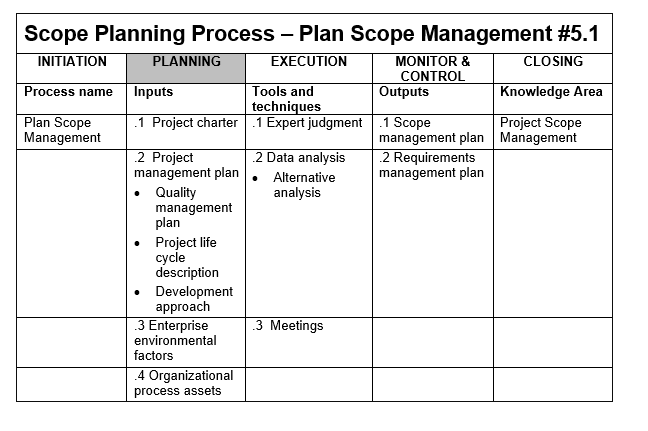 Scope Planning Process – Plan Scope Management #5.1
INITIATION
PLANNING
EXECUTION
MONITOR &
CONTROL
CLOSING
Process name
Inputs
Tools and
techniques
Outputs
Knowledge Area
Plan Scope
Management
.1 Project charter
.1 Expert judgment
.1 Scope
management plan
Project Scope
Management
.2 Project
management plan
• Quality
management
plan
• Project life
cycle
description
• Development
approach
.2 Data analysis
• Alternative
analysis
.2 Requirements
management plan
.3 Enterprise
environmental
factors
.3 Meetings
.4 Organizational
process assets